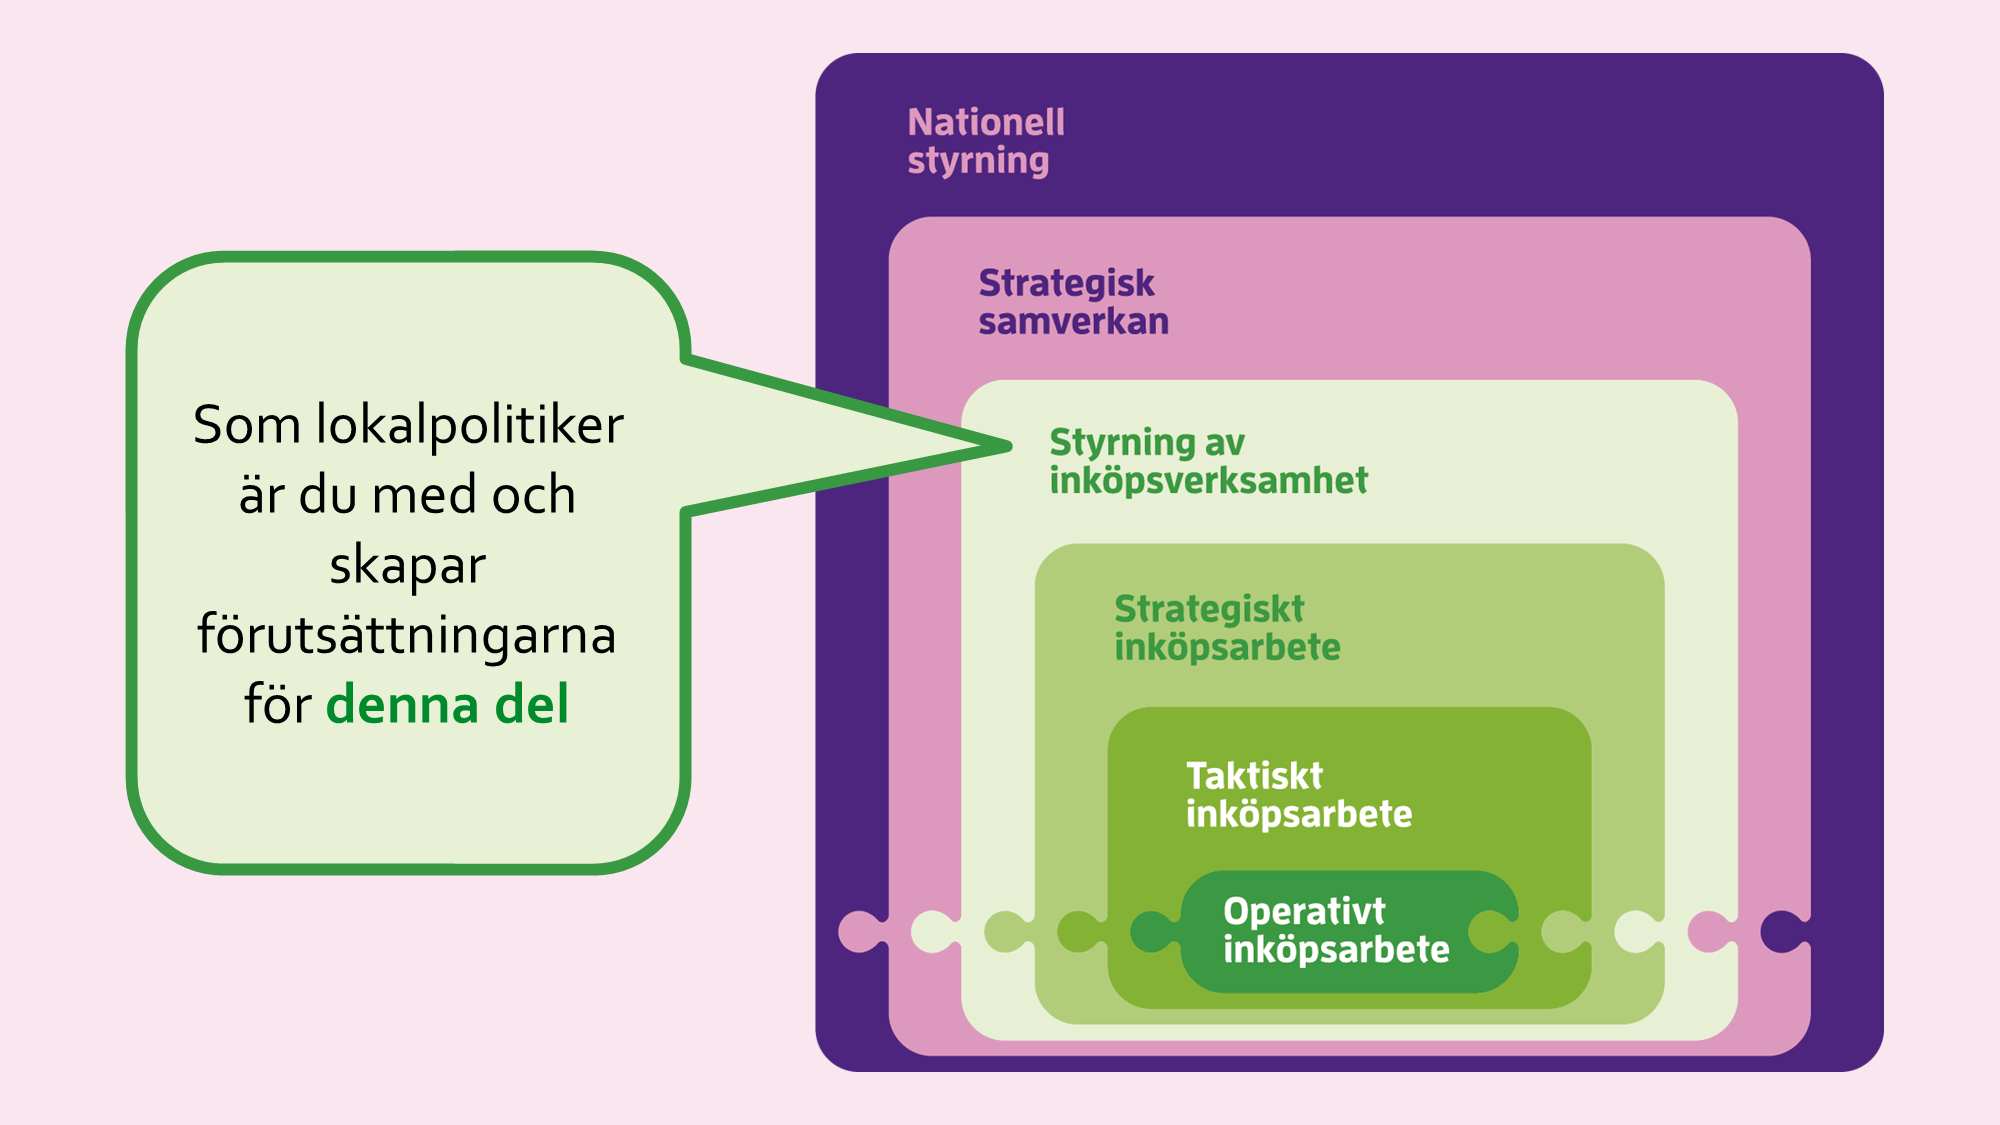 Som lokalpolitiker
är du med och
skapar
förutsättningarna
för denna del
Nationell
styrning
Strategisk
samverkan
Styrning av
inköpsverksamhet
Strategiskt
inköpsarbete
Taktiskt
inköpsarbete
Operativt
inköpsarbete